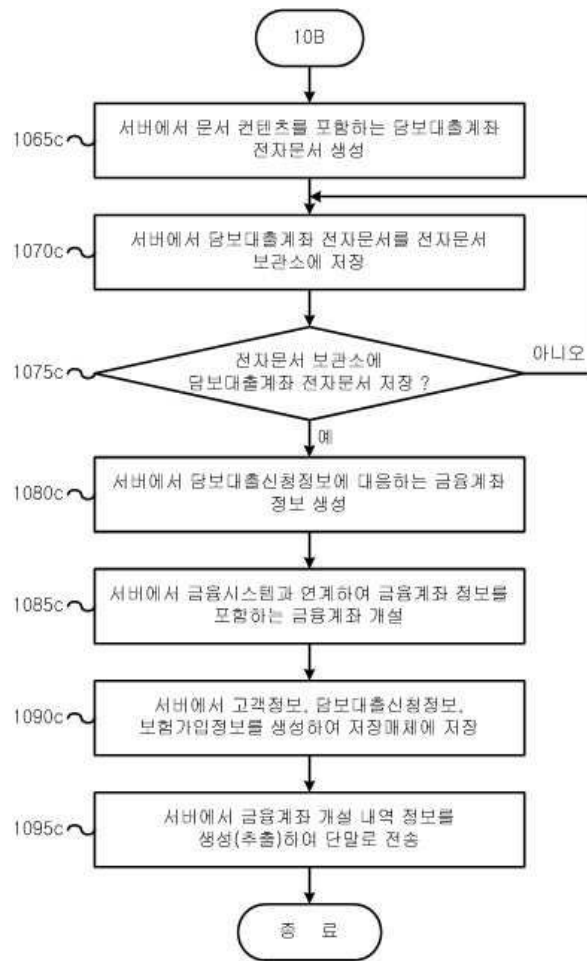 10B
1065c
서버에서 문서 컨텐츠를 포함하는 담보대출계좌
전자문서 생성
1070c
서버에서 담보대출계좌 전자문서를 전자문서
보관소에 저장
1075c
전자문서 보관소에
담보대출계좌 전자문서 저장 ?
아니오
예
1080c
서버에서 담보대출신청정보에 대응하는 금융계좌
정보 생성
1085c
서버에서 금융시스템과 연계하여 금융계좌 정보를
포함하는 금융계좌 개설
1090c
서버에서 고객정보, 담보대출신청정보,
보험가입정보를 생성하여 저장매체에 저장
1095c
서버에서 금융계좌 개설 내역 정보를
생성(추출)하여 단말로 전송
종 료